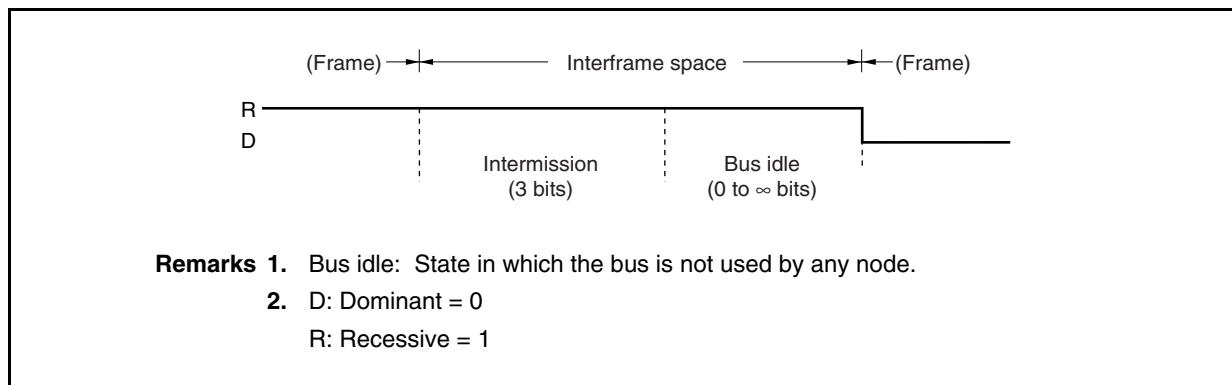 (Frame) Interframe space (Frame)
R
D
Intermission Bus idle
(3 bits) (0 to ∞ bits)
Remarks 1. Bus idle: State in which the bus is not used by any node.
2. D: Dominant = 0
R: Recessive = 1